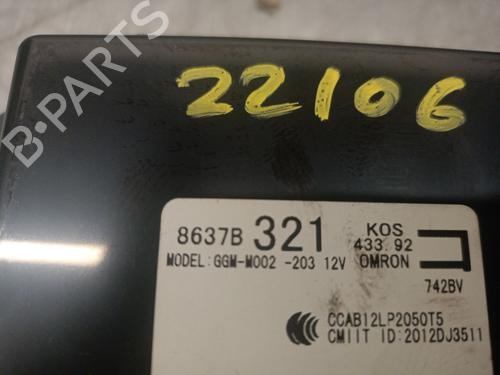 B-PARTS
22106
8637B 321 KOS
433.92
MODEL:GGM-M002 -203 12V OMRON
742BV
CCAB12LP2050T5
CMIIT ID:2012DJ3511